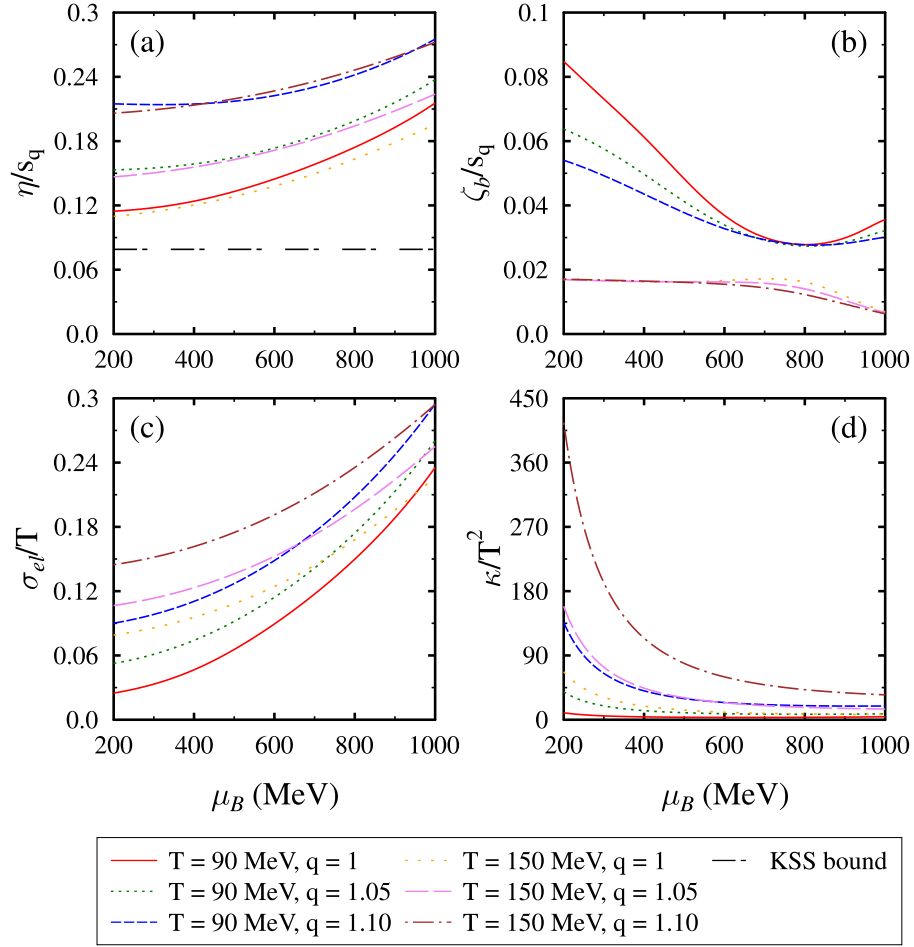 (a)
0.3
0.24
0.18
0.12
0.06
0.0
η/s_q
200 400 600 800 1000
(b)
0.1
0.08
0.06
0.04
0.02
0.0
ζ_b/s_q
200 400 600 800 1000
(c)
0.3
0.24
0.18
0.12
0.06
0.0
σ_el/T
200 400 600 800 1000
μ_B (MeV)
(d)
450
360
270
180
90
0
κ/T²
200 400 600 800 1000
μ_B (MeV)
T = 90 MeV, q = 1 T = 150 MeV, q = 1 KSS bound
T = 90 MeV, q = 1.05 T = 150 MeV, q = 1.05
T = 90 MeV, q = 1.10 T = 150 MeV, q = 1.10